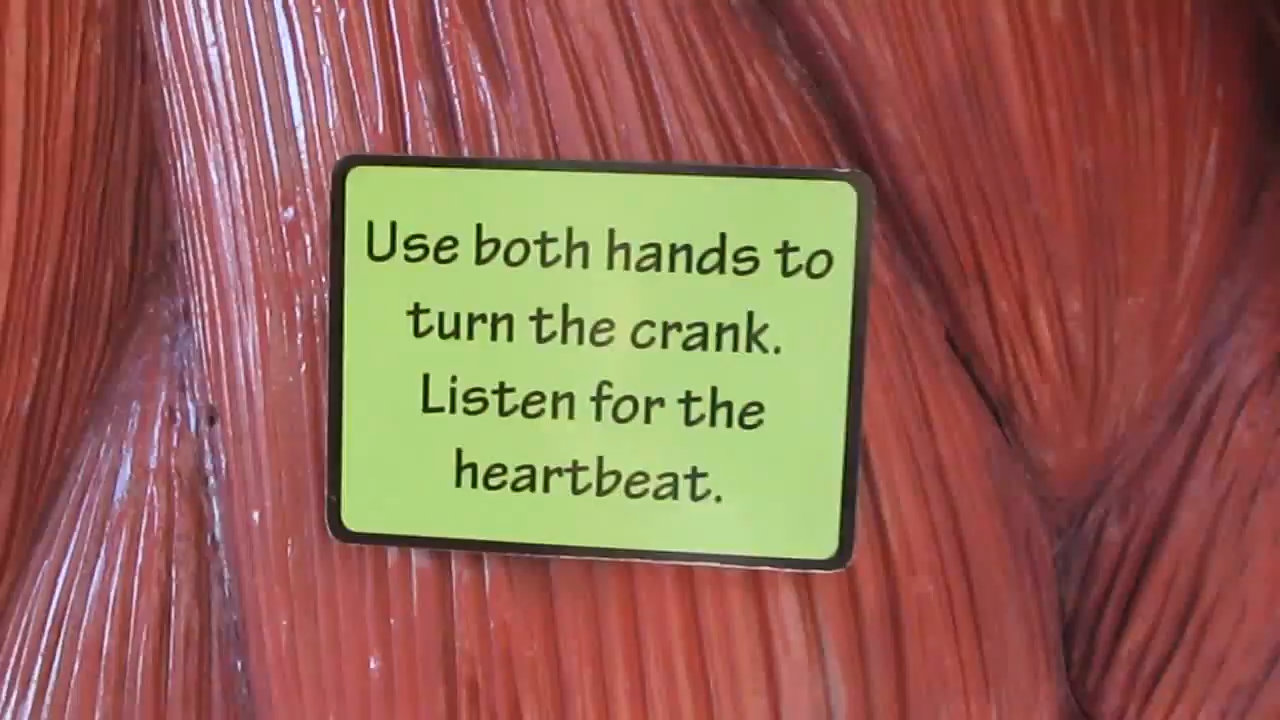 Use both hands to
turn the crank.
Listen for the
heartbeat.